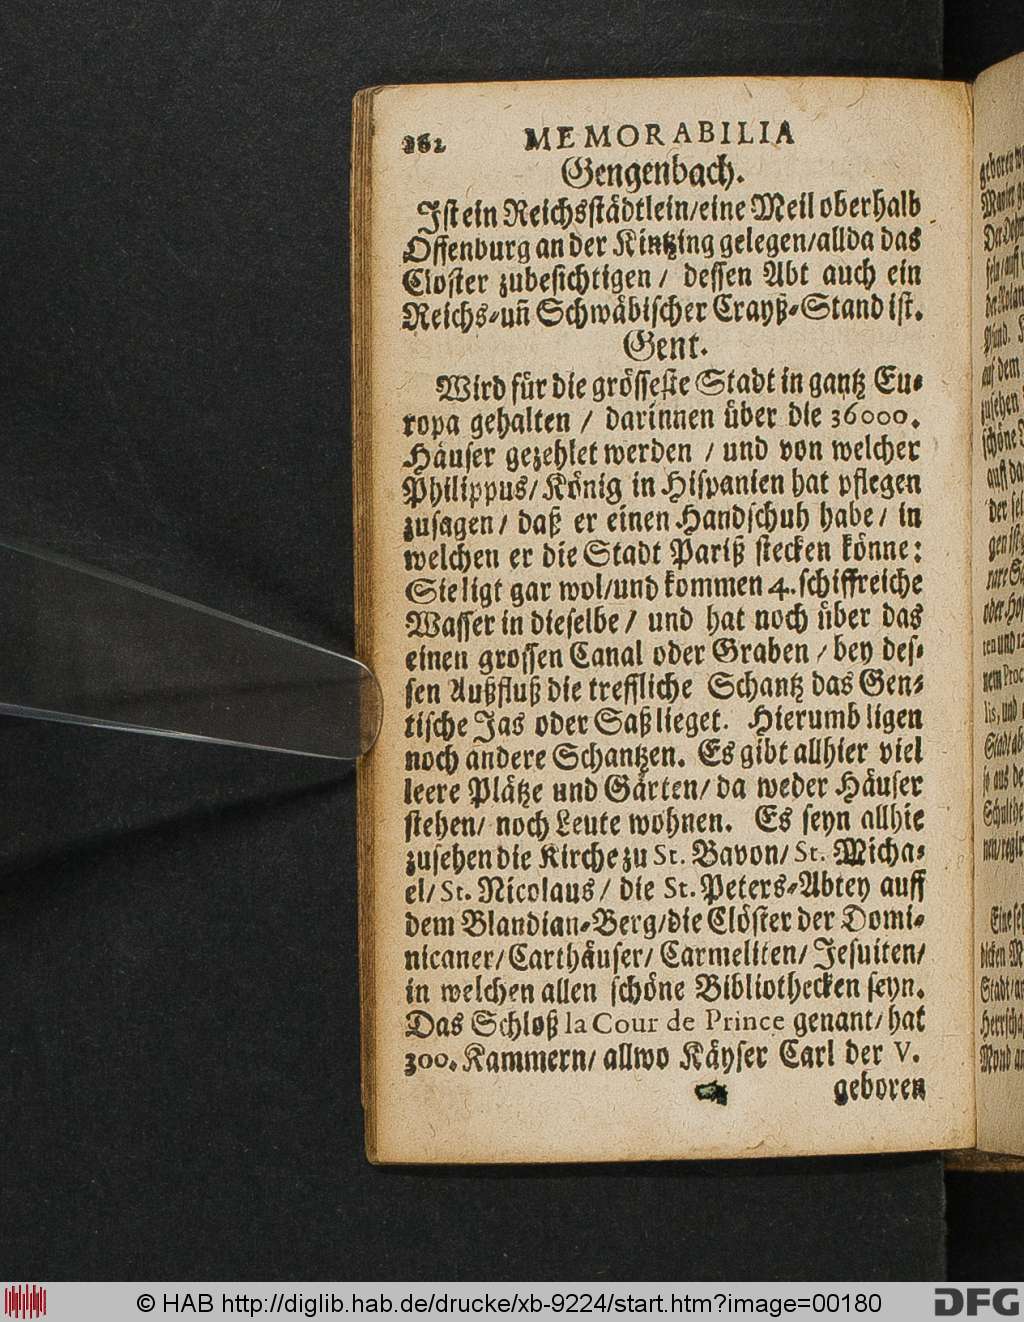 162 MEMORABILIA
Gengenbach.
Ist ein Reichsstädtlein/eine Meil oberhalb
Offenburg an der Kintzing gelegen/allda das
Closter zubesichtigen / dessen Abt auch ein
Reichs-uñ Schwäbischer Crayß-Stand ist.
Gent.
Wird für die grösseste Stadt in gantz Eu-
ropa gehalten / darinnen über die 36000.
Häuser gezehlet werden / und von welcher
Philippus/ König in Hispanien hat pflegen
zusagen/ daß er einen Handschuh habe/ in
welchen er die Stadt Pariß stecken könne:
Sie ligt gar wol/und kommen 4. schiffreiche
Wasser in dieselbe/ und hat noch über das
einen grossen Canal oder Graben / bey des-
sen Außfluß die treffliche Schantz das Gen-
tische Jas oder Saß lieget. Hierumb ligen
noch andere Schantzen. Es gibt allhier viel
leere Plätze und Gärten/ da weder Häuser
stehen/ noch Leute wohnen. Es seyn allhie
zusehen die Kirche zu St. Bavon/ St. Micha-
el/ St. Nicolaus/ die St. Peters-Abtey auff
dem Blandian-Berg/die Clöster der Domi-
nicaner/ Carthäuser/ Carmeliten/ Jesuiten/
in welchen allen schöne Bibliothecken seyn.
Das Schloß la Cour de Prince genant/ hat
300. Kammern/ allwo Käyser Carl der V.
geboren
© HAB http://diglib.hab.de/drucke/xb-9224/start.htm?image=00180
DFG